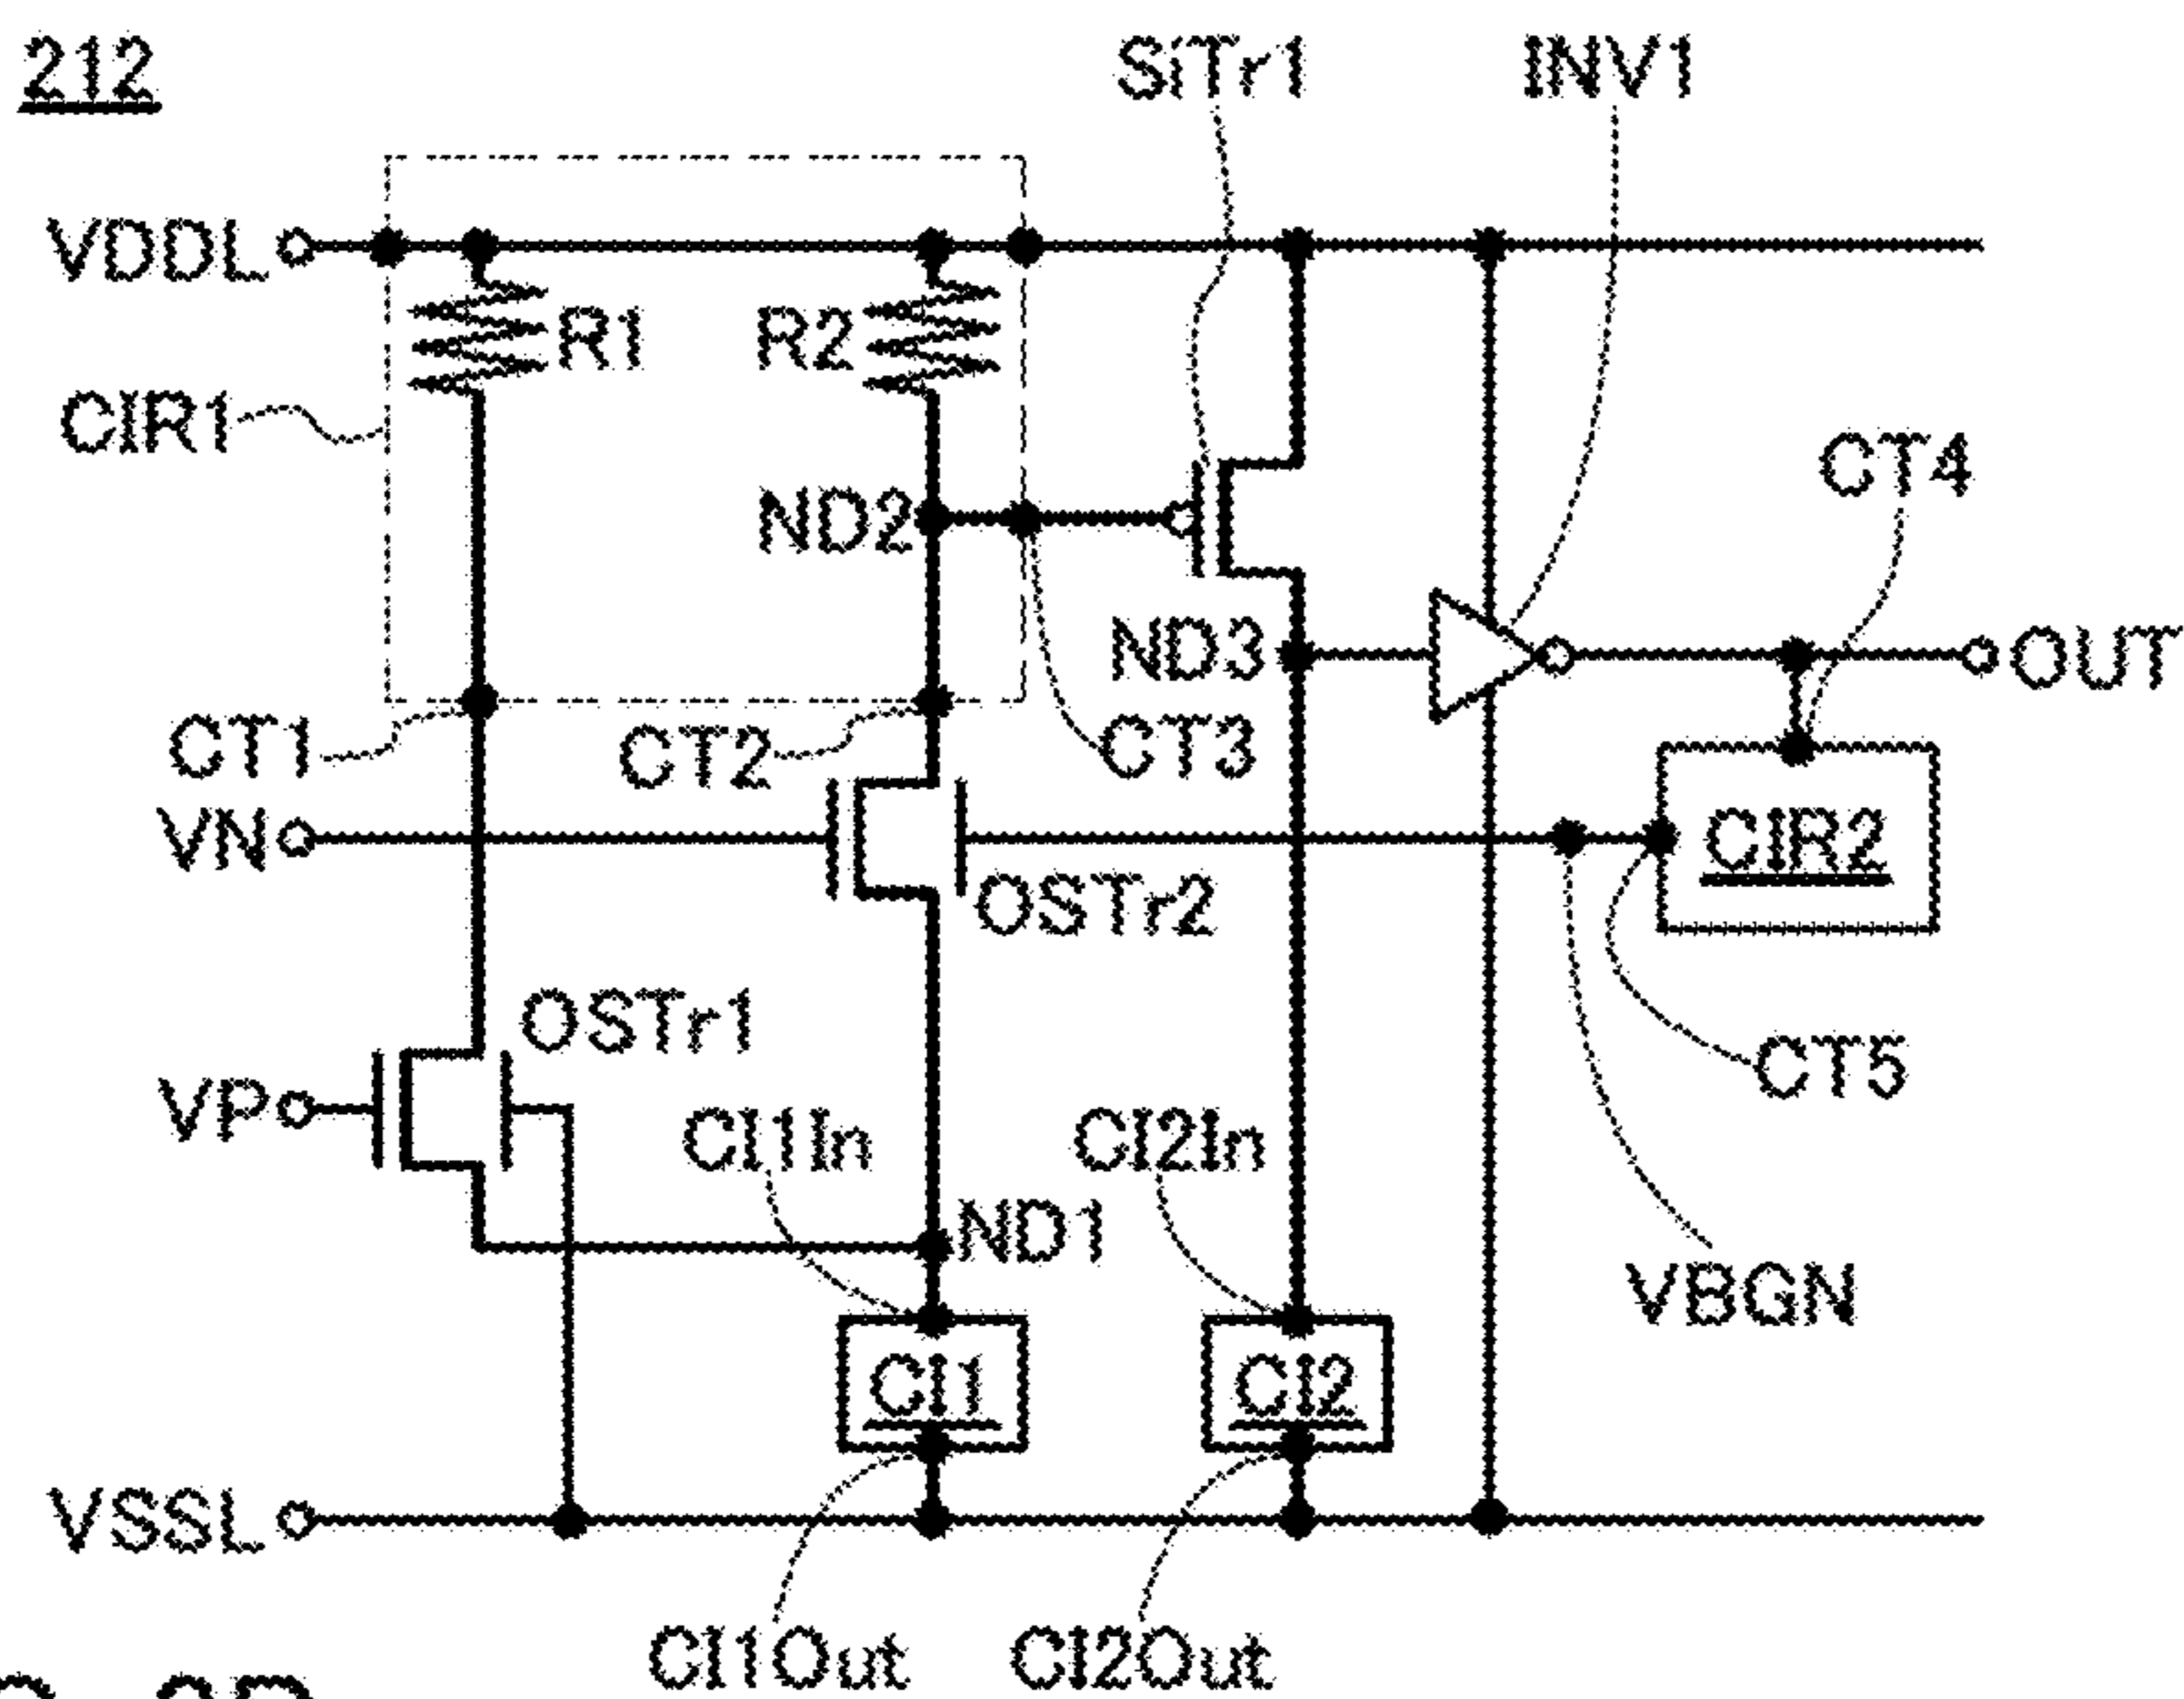 212
SiTr1
INV1
VDDL
R1
R2
CIR1
CT4
ND2
ND3
OUT
CT1
CT2
CT3
VN
CIR2
OSTr2
OSTr1
CT5
VP
CI1In
CI2In
ND1
VBGN
CI1
CI2
VSSL
CI1Out
CI2Out